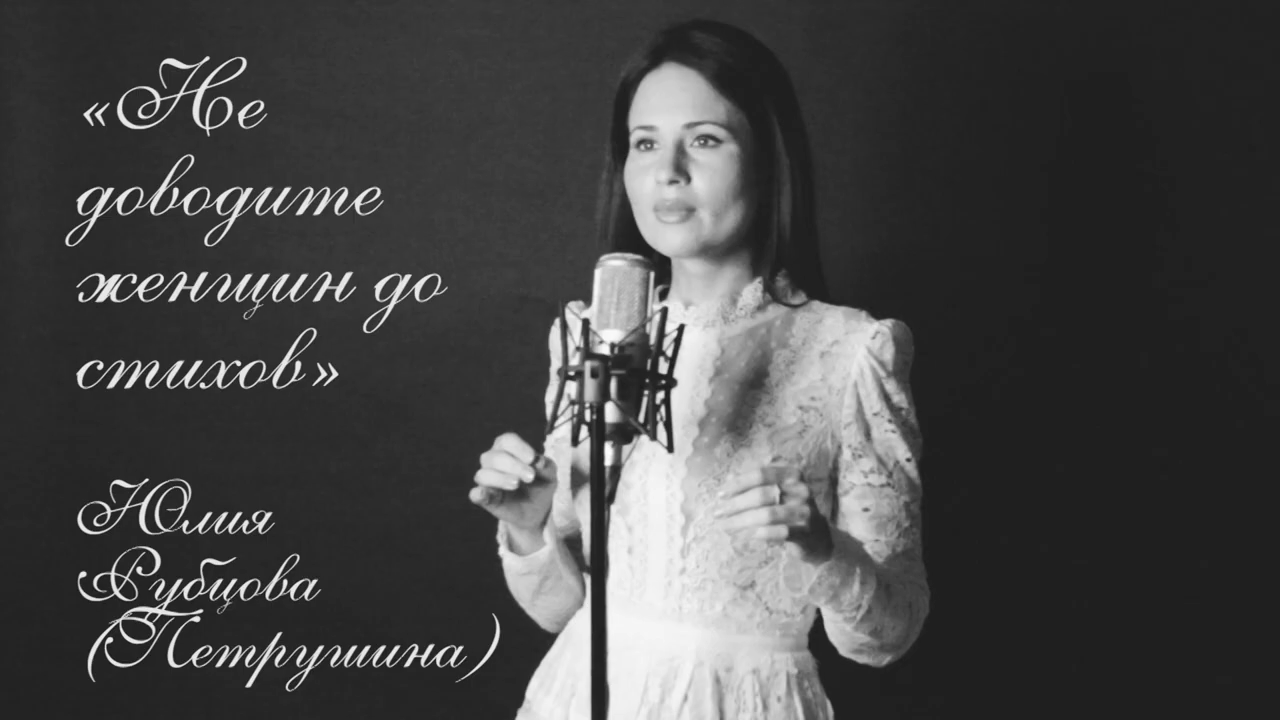 «Не
доводите
женщин до
стихов»
Юлия
Рубцова
(Петрушина)